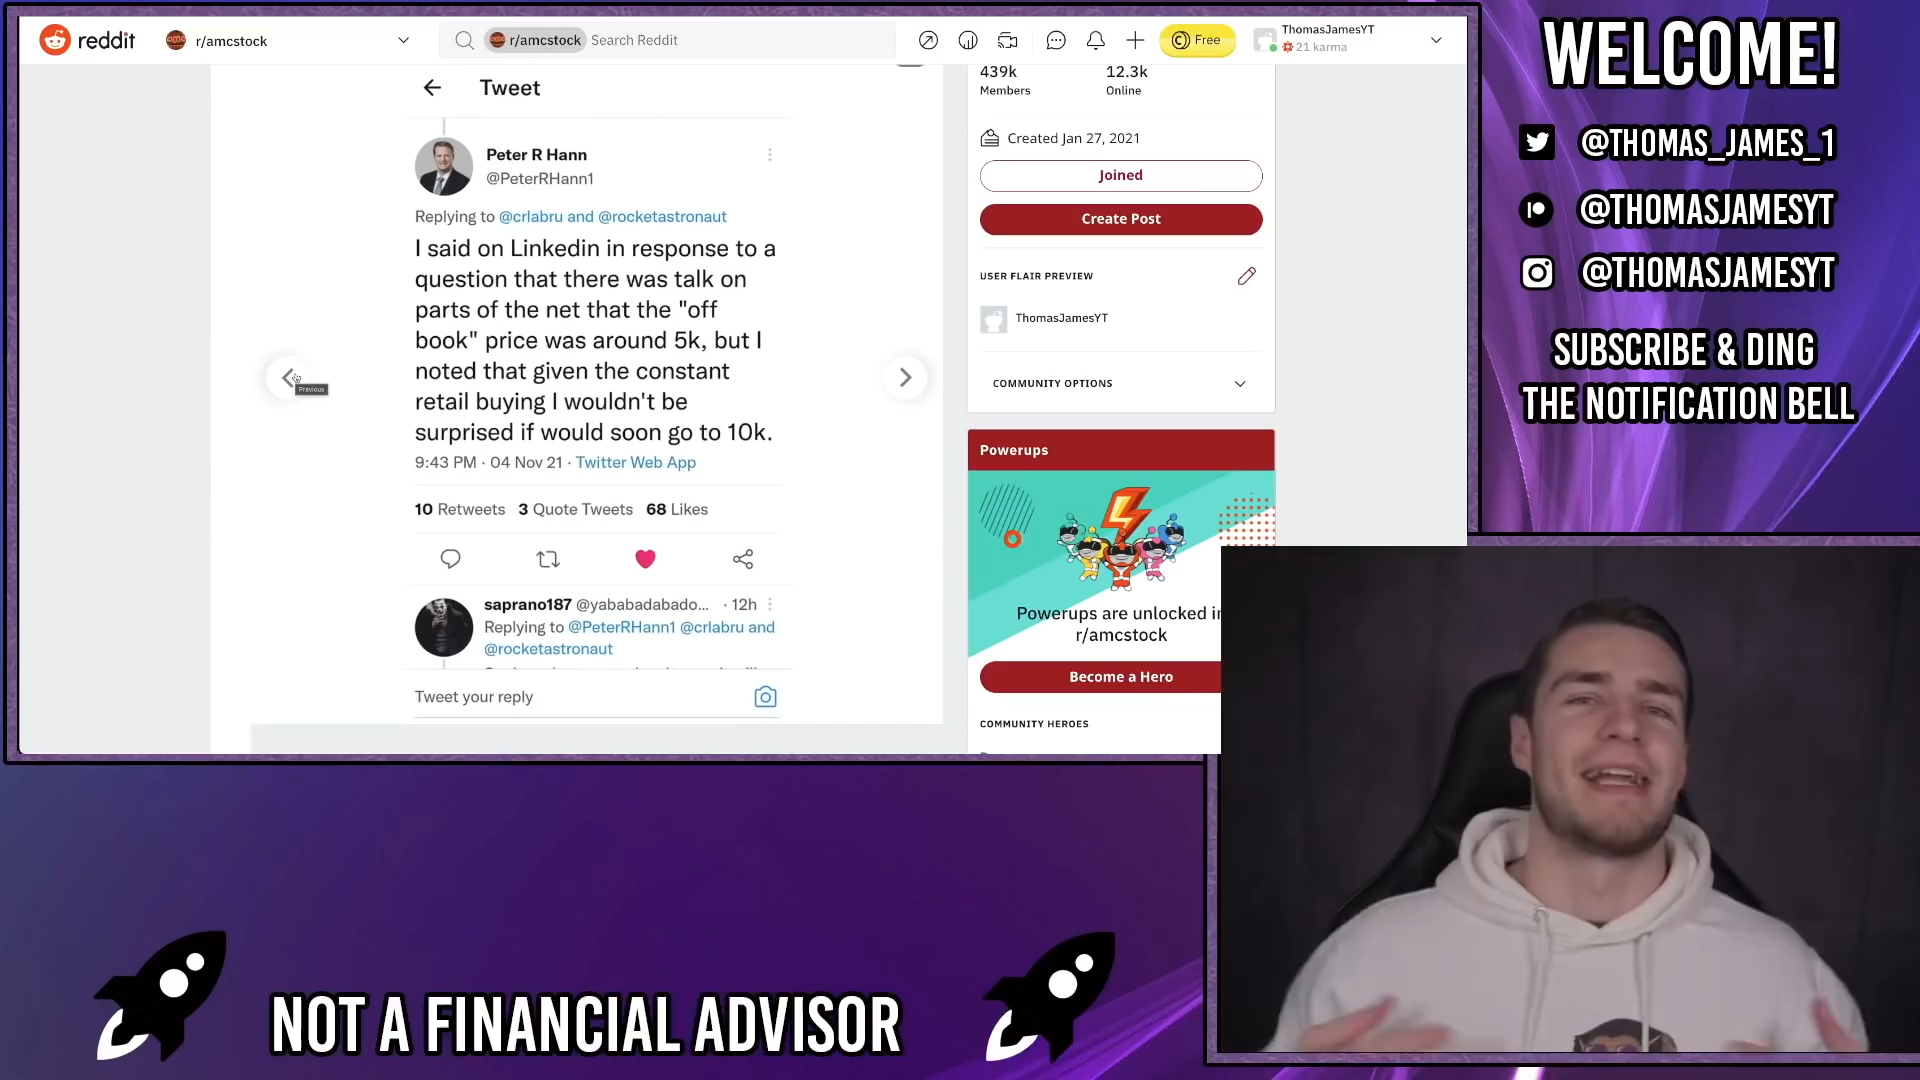 reddit
r/amcstock
r/amcstock Search Reddit
Free
ThomasJamesYT
21 karma
Tweet
Peter R Hann
@PeterRHann1
Replying to @crlabru and @rocketastronaut
I said on Linkedin in response to a
question that there was talk on
parts of the net that the "off
book" price was around 5k, but I
noted that given the constant
retail buying I wouldn't be
surprised if would soon go to 10k.
9:43 PM · 04 Nov 21 · Twitter Web App
10 Retweets 3 Quote Tweets 68 Likes
saprano187 @yababadabado... · 12h
Replying to @PeterRHann1 @crlabru and
@rocketastronaut
Tweet your reply
Previous
439k
Members
12.3k
Online
Created Jan 27, 2021
Joined
Create Post
USER FLAIR PREVIEW
ThomasJamesYT
COMMUNITY OPTIONS
Powerups
Powerups are unlocked in
r/amcstock
Become a Hero
COMMUNITY HEROES
WELCOME!
@THOMAS_JAMES_1
@THOMASJAMESYT
@THOMASJAMESYT
SUBSCRIBE & DING
THE NOTIFICATION BELL
NOT A FINANCIAL ADVISOR